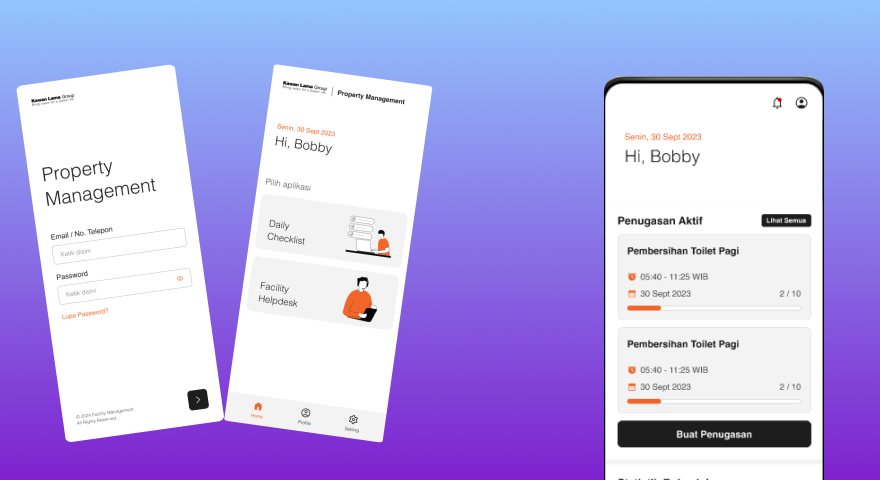 Kawan Lama Group
Bring value for a better life
Property
Management
Email / No. Telepon
Ketik disini
Password
Ketik disini
Lupa Password?
© 2024 Facility Management.
All Rights Reserved.
Kawan Lama Group
Bring value for a better life
Property Management
Senin, 30 Sept 2023
Hi, Bobby
Pilih aplikasi
Daily
Checklist
Facility
Helpdesk
Home
Profile
Setting
Senin, 30 Sept 2023
Hi, Bobby
Penugasan Aktif
Lihat Semua
Pembersihan Toilet Pagi
05:40 - 11:25 WIB
30 Sept 2023
2 / 10
Pembersihan Toilet Pagi
05:40 - 11:25 WIB
30 Sept 2023
2 / 10
Buat Penugasan